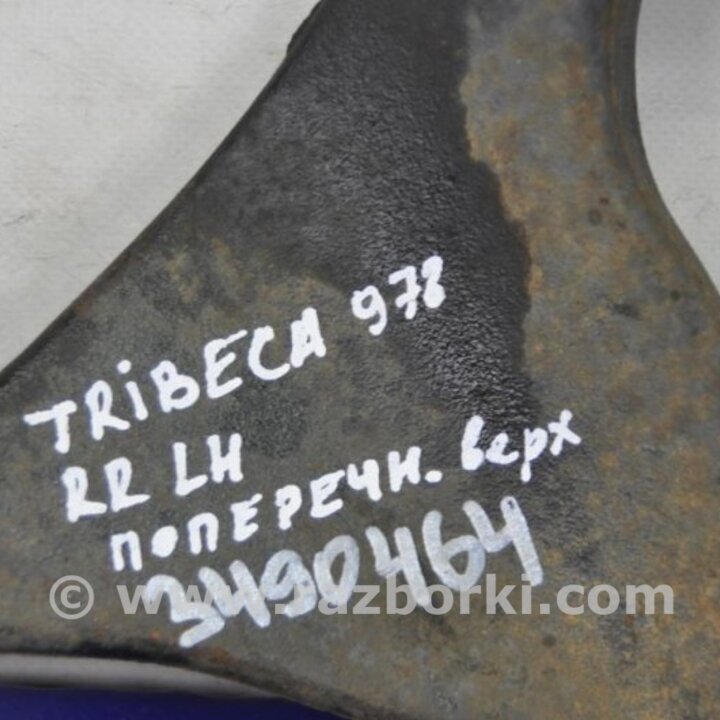 TRiBECA 978
RR LH
ПОПЕРЕЧН. верх
3490464
© www.razborki.com